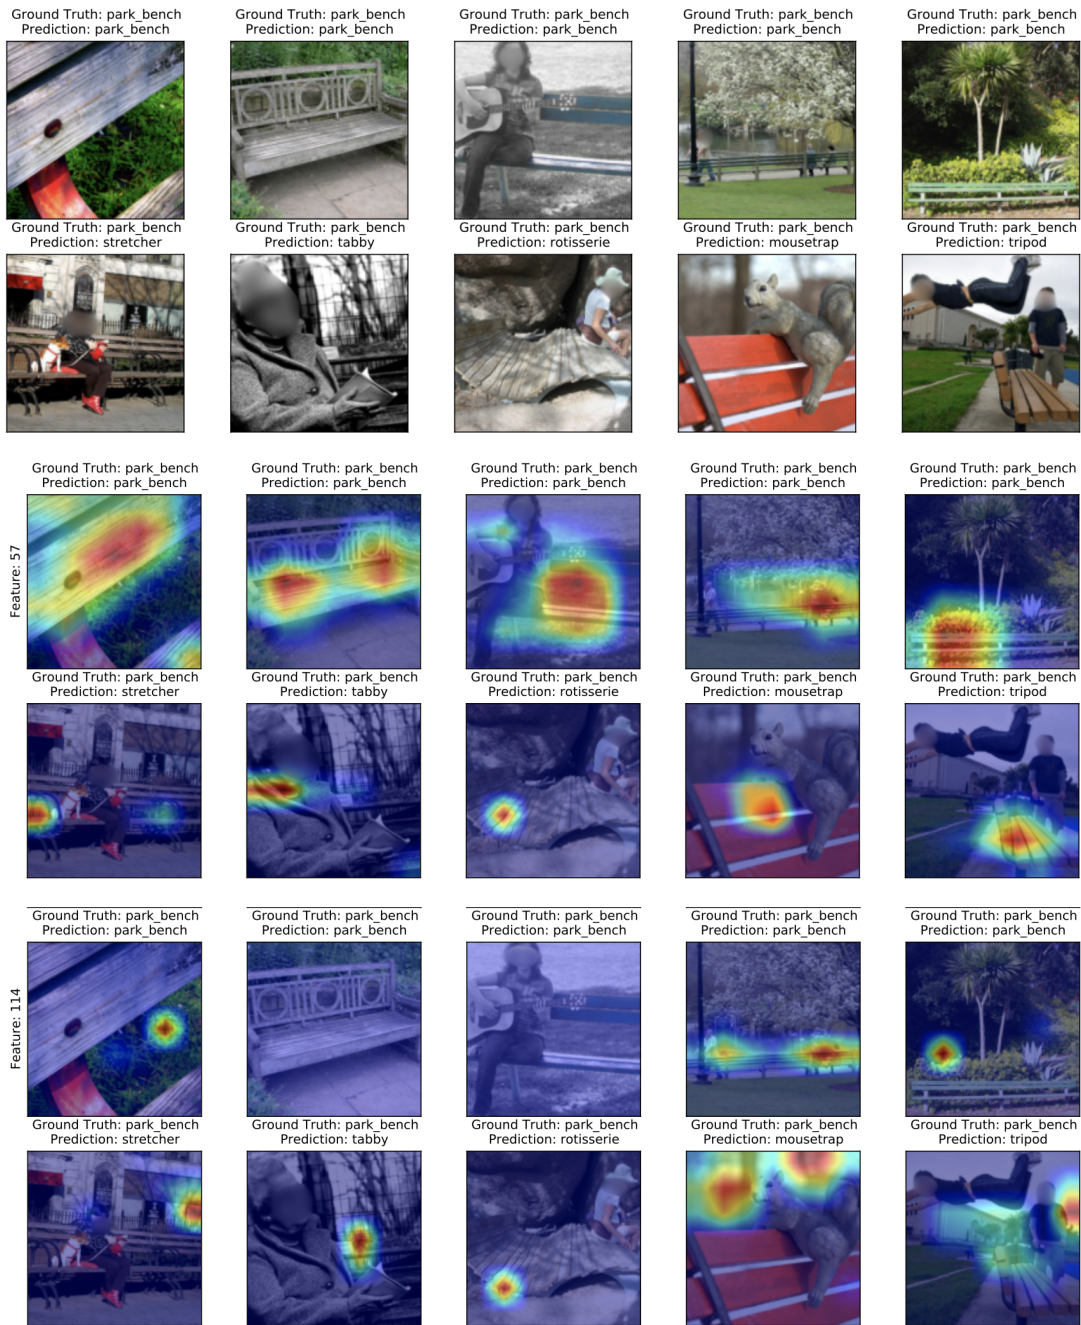 Ground Truth: park_bench
Prediction: park_bench
Ground Truth: park_bench
Prediction: park_bench
Ground Truth: park_bench
Prediction: park_bench
Ground Truth: park_bench
Prediction: park_bench
Ground Truth: park_bench
Prediction: park_bench
Ground Truth: park_bench
Prediction: stretcher
Ground Truth: park_bench
Prediction: tabby
Ground Truth: park_bench
Prediction: rotisserie
Ground Truth: park_bench
Prediction: mousetrap
Ground Truth: park_bench
Prediction: tripod
Feature: 57
Ground Truth: park_bench
Prediction: park_bench
Ground Truth: park_bench
Prediction: park_bench
Ground Truth: park_bench
Prediction: park_bench
Ground Truth: park_bench
Prediction: park_bench
Ground Truth: park_bench
Prediction: park_bench
Ground Truth: park_bench
Prediction: stretcher
Ground Truth: park_bench
Prediction: tabby
Ground Truth: park_bench
Prediction: rotisserie
Ground Truth: park_bench
Prediction: mousetrap
Ground Truth: park_bench
Prediction: tripod
Feature: 114
Ground Truth: park_bench
Prediction: park_bench
Ground Truth: park_bench
Prediction: park_bench
Ground Truth: park_bench
Prediction: park_bench
Ground Truth: park_bench
Prediction: park_bench
Ground Truth: park_bench
Prediction: park_bench
Ground Truth: park_bench
Prediction: stretcher
Ground Truth: park_bench
Prediction: tabby
Ground Truth: park_bench
Prediction: rotisserie
Ground Truth: park_bench
Prediction: mousetrap
Ground Truth: park_bench
Prediction: tripod